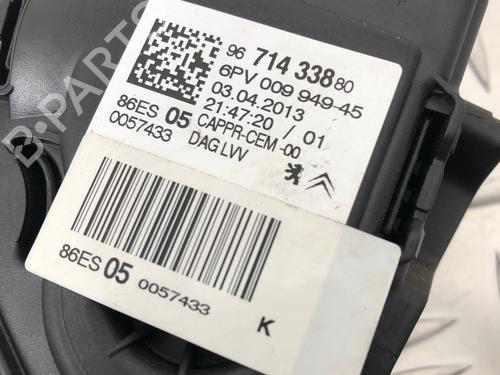 96 714 338 80
6PV 009 949-45
03.04.2013
21:47:20 / 01
86ES 05 CAPPR-CEM-00
0057433 DAG LVV
86ES 05 0057433
K
B-PARTS